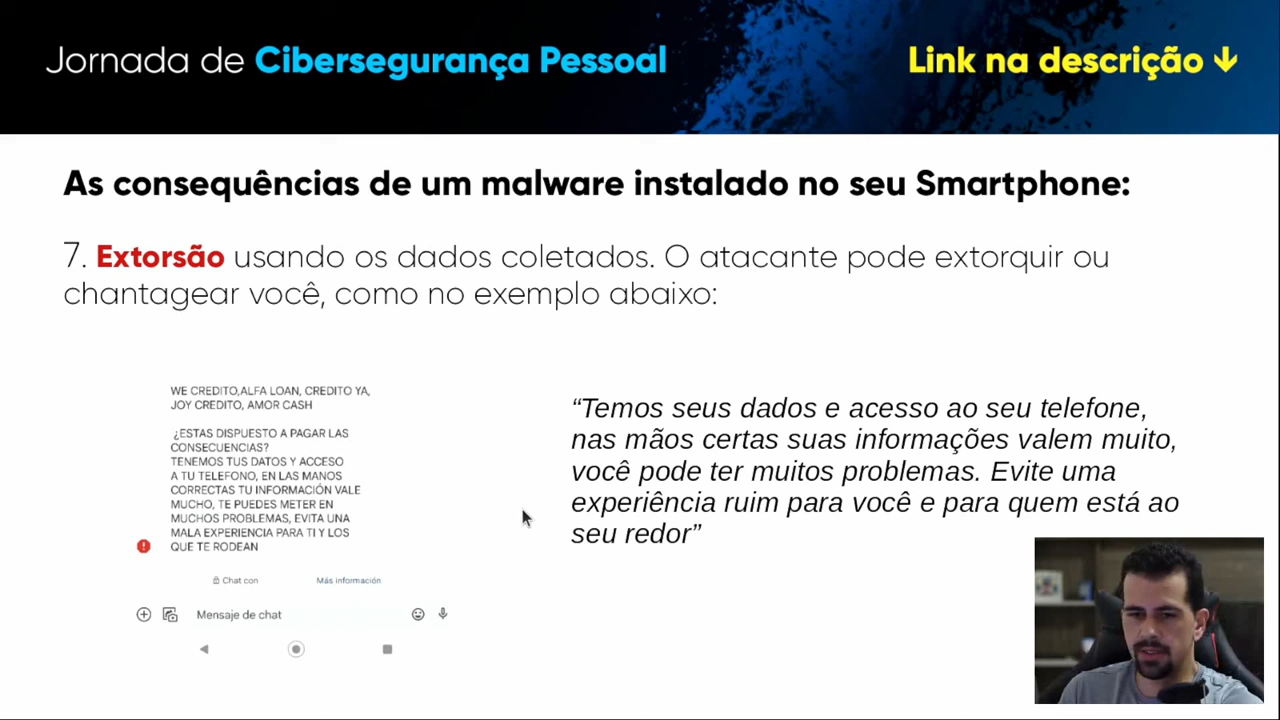 Jornada de Cibersegurança Pessoal
Link na descrição ↓
As consequências de um malware instalado no seu Smartphone:
7. Extorsão usando os dados coletados. O atacante pode extorquir ou
chantagear você, como no exemplo abaixo:
WE CREDITO,ALFA LOAN, CREDITO YA,
JOY CREDITO, AMOR CASH
¿ESTAS DISPUESTO A PAGAR LAS
CONSECUENCIAS?
TENEMOS TUS DATOS Y ACCESO
A TU TELEFONO, EN LAS MANOS
CORRECTAS TU INFORMACIÓN VALE
MUCHO, TE PUEDES METER EN
MUCHOS PROBLEMAS, EVITA UNA
MALA EXPERIENCIA PARA TI Y LOS
QUE TE RODEAN
Chat con
Más información
Mensaje de chat
“Temos seus dados e acesso ao seu telefone,
nas mãos certas suas informações valem muito,
você pode ter muitos problemas. Evite uma
experiência ruim para você e para quem está ao
seu redor”